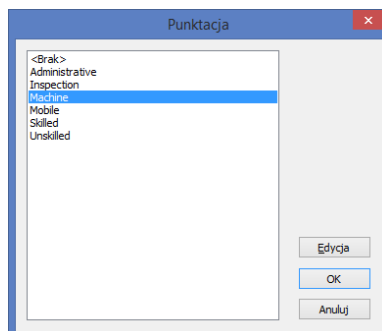 Punktacja
<Brak>
Administrative
Inspection
Machine
Mobile
Skilled
Unskilled
Edycja
OK
Anuluj